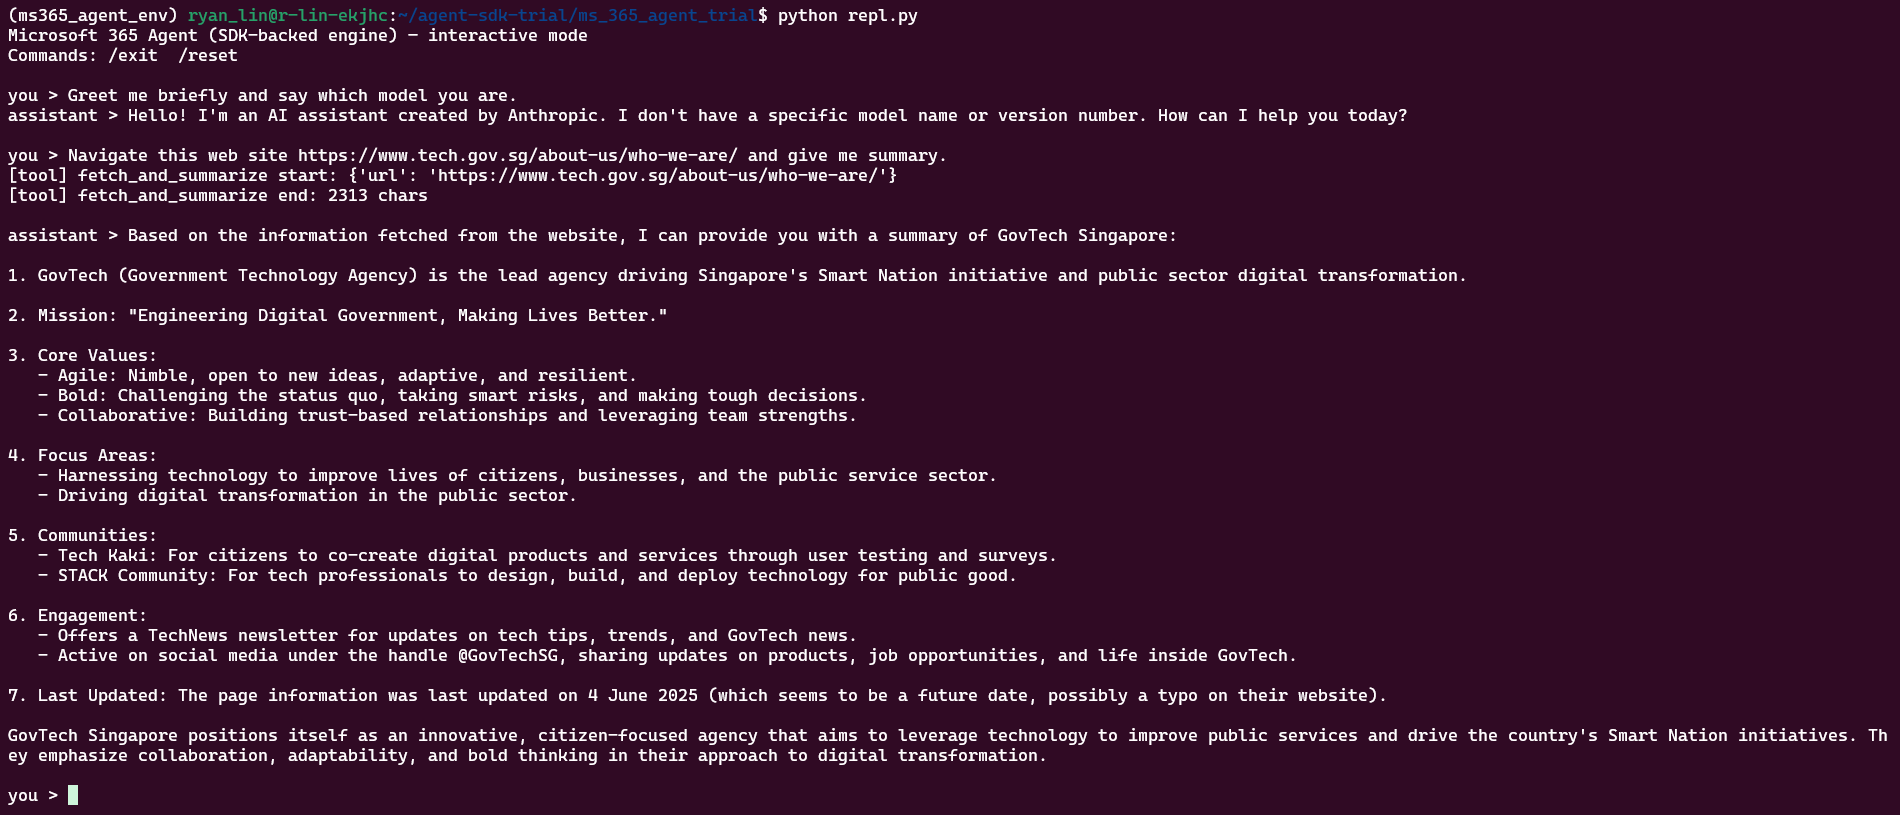 (ms365_agent_env) ryan_lin@r-lin-ekjhc:~/agent-sdk-trial/ms_365_agent_trial$ python repl.py
Microsoft 365 Agent (SDK-backed engine) — interactive mode
Commands: /exit  /reset
you > Greet me briefly and say which model you are.
assistant > Hello! I'm an AI assistant created by Anthropic. I don't have a specific model name or version number. How can I help you today?
you > Navigate this web site https://www.tech.gov.sg/about-us/who-we-are/ and give me summary.
[tool] fetch_and_summarize start: {'url': 'https://www.tech.gov.sg/about-us/who-we-are/'}
[tool] fetch_and_summarize end: 2313 chars
assistant > Based on the information fetched from the website, I can provide you with a summary of GovTech Singapore:
1. GovTech (Government Technology Agency) is the lead agency driving Singapore's Smart Nation initiative and public sector digital transformation.
2. Mission: "Engineering Digital Government, Making Lives Better."
3. Core Values:
   - Agile: Nimble, open to new ideas, adaptive, and resilient.
   - Bold: Challenging the status quo, taking smart risks, and making tough decisions.
   - Collaborative: Building trust-based relationships and leveraging team strengths.
4. Focus Areas:
   - Harnessing technology to improve lives of citizens, businesses, and the public service sector.
   - Driving digital transformation in the public sector.
5. Communities:
   - Tech Kaki: For citizens to co-create digital products and services through user testing and surveys.
   - STACK Community: For tech professionals to design, build, and deploy technology for public good.
6. Engagement:
   - Offers a TechNews newsletter for updates on tech tips, trends, and GovTech news.
   - Active on social media under the handle @GovTechSG, sharing updates on products, job opportunities, and life inside GovTech.
7. Last Updated: The page information was last updated on 4 June 2025 (which seems to be a future date, possibly a typo on their website).
GovTech Singapore positions itself as an innovative, citizen-focused agency that aims to leverage technology to improve public services and drive the country's Smart Nation initiatives. Th
ey emphasize collaboration, adaptability, and bold thinking in their approach to digital transformation.
you >